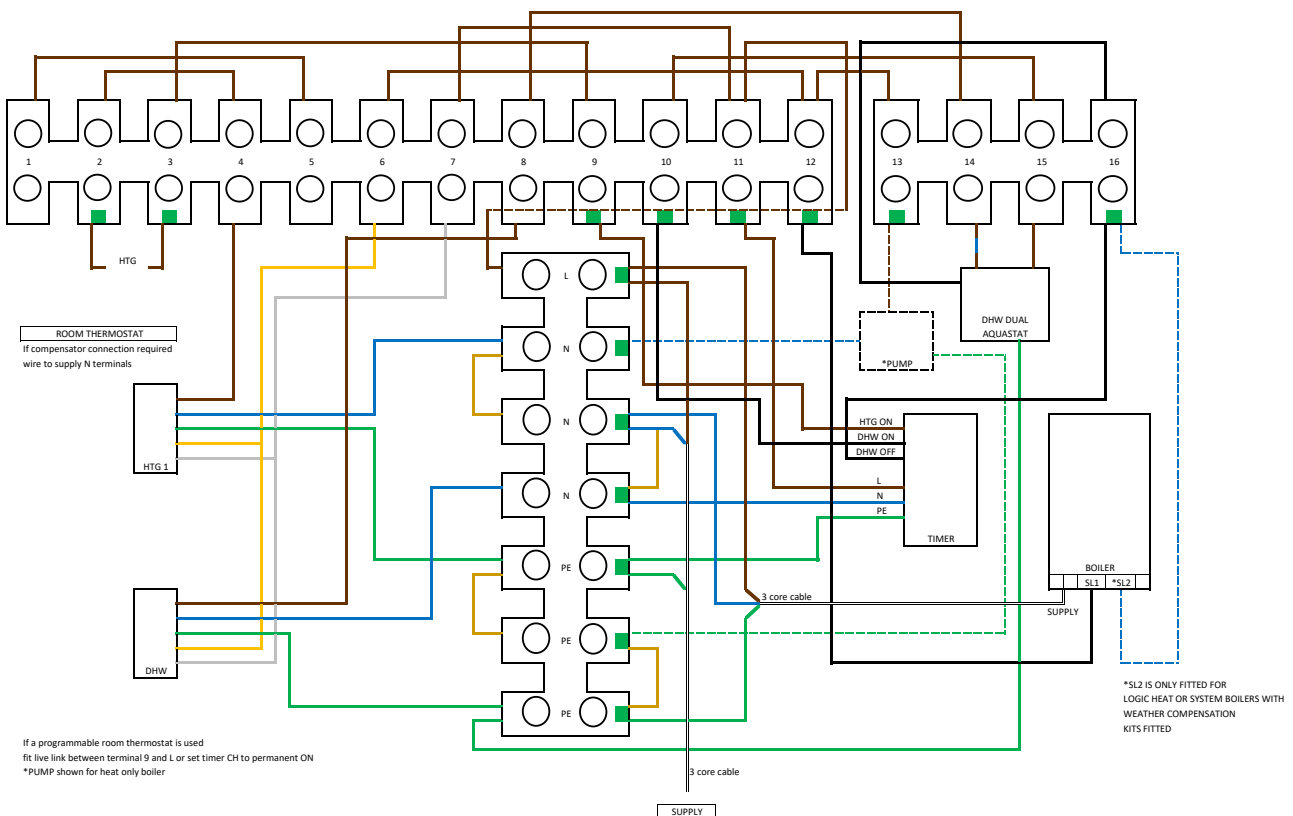 1 2 3 4 5 6 7 8 9 10 11 12 13 14 15 16
HTG
L
ROOM THERMOSTAT
If compensator connection required
wire to supply N terminals
N
DHW DUAL
AQUASTAT
*PUMP
N
HTG 1
HTG ON
DHW ON
DHW OFF
L
N
PE
TIMER
N
PE
BOILER
SL1 *SL2
3 core cable
SUPPLY
PE
DHW
PE
*SL2 IS ONLY FITTED FOR
LOGIC HEAT OR SYSTEM BOILERS WITH
WEATHER COMPENSATION
KITS FITTED
If a programmable room thermostat is used
fit live link between terminal 9 and L or set timer CH to permanent ON
*PUMP shown for heat only boiler
3 core cable
SUPPLY